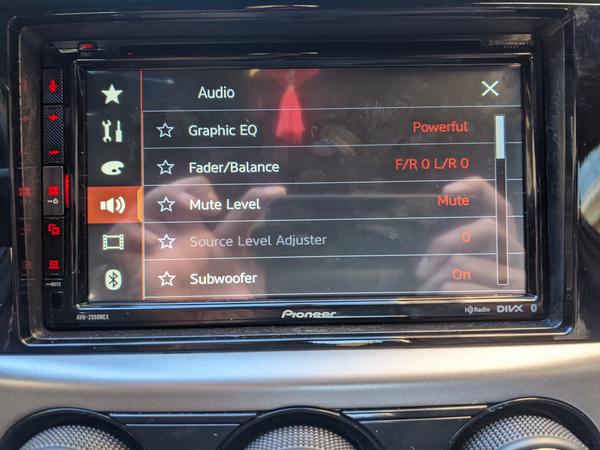 Audio
Graphic EQ Powerful
Fader/Balance F/R 0 L/R 0
Mute Level Mute
Source Level Adjuster 0
Subwoofer On
MUTE
AVH-2550NEX Pioneer HD Radio DIVX